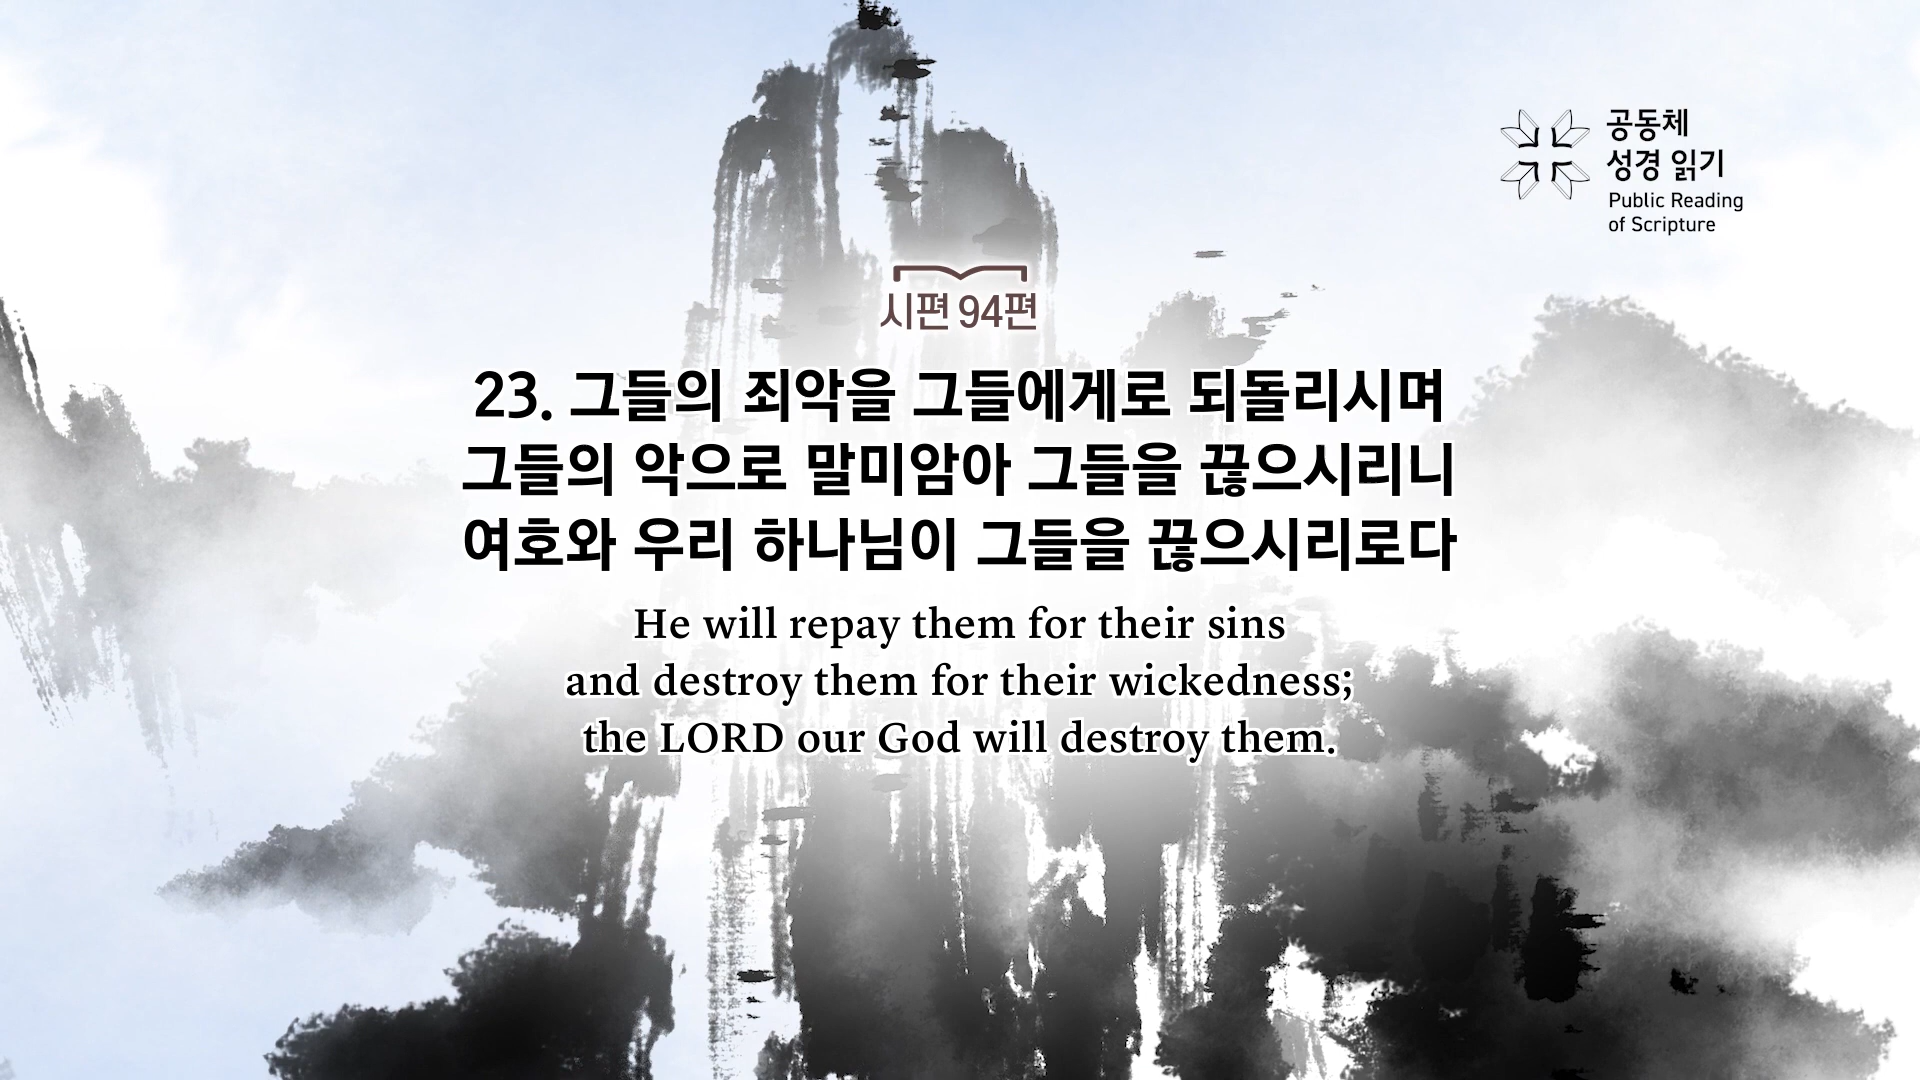 공동체
성경 읽기
Public Reading
of Scripture
시편 94편
23. 그들의 죄악을 그들에게로 되돌리시며
그들의 악으로 말미암아 그들을 끊으시리니
여호와 우리 하나님이 그들을 끊으시리로다
He will repay them for their sins
and destroy them for their wickedness;
the LORD our God will destroy them.